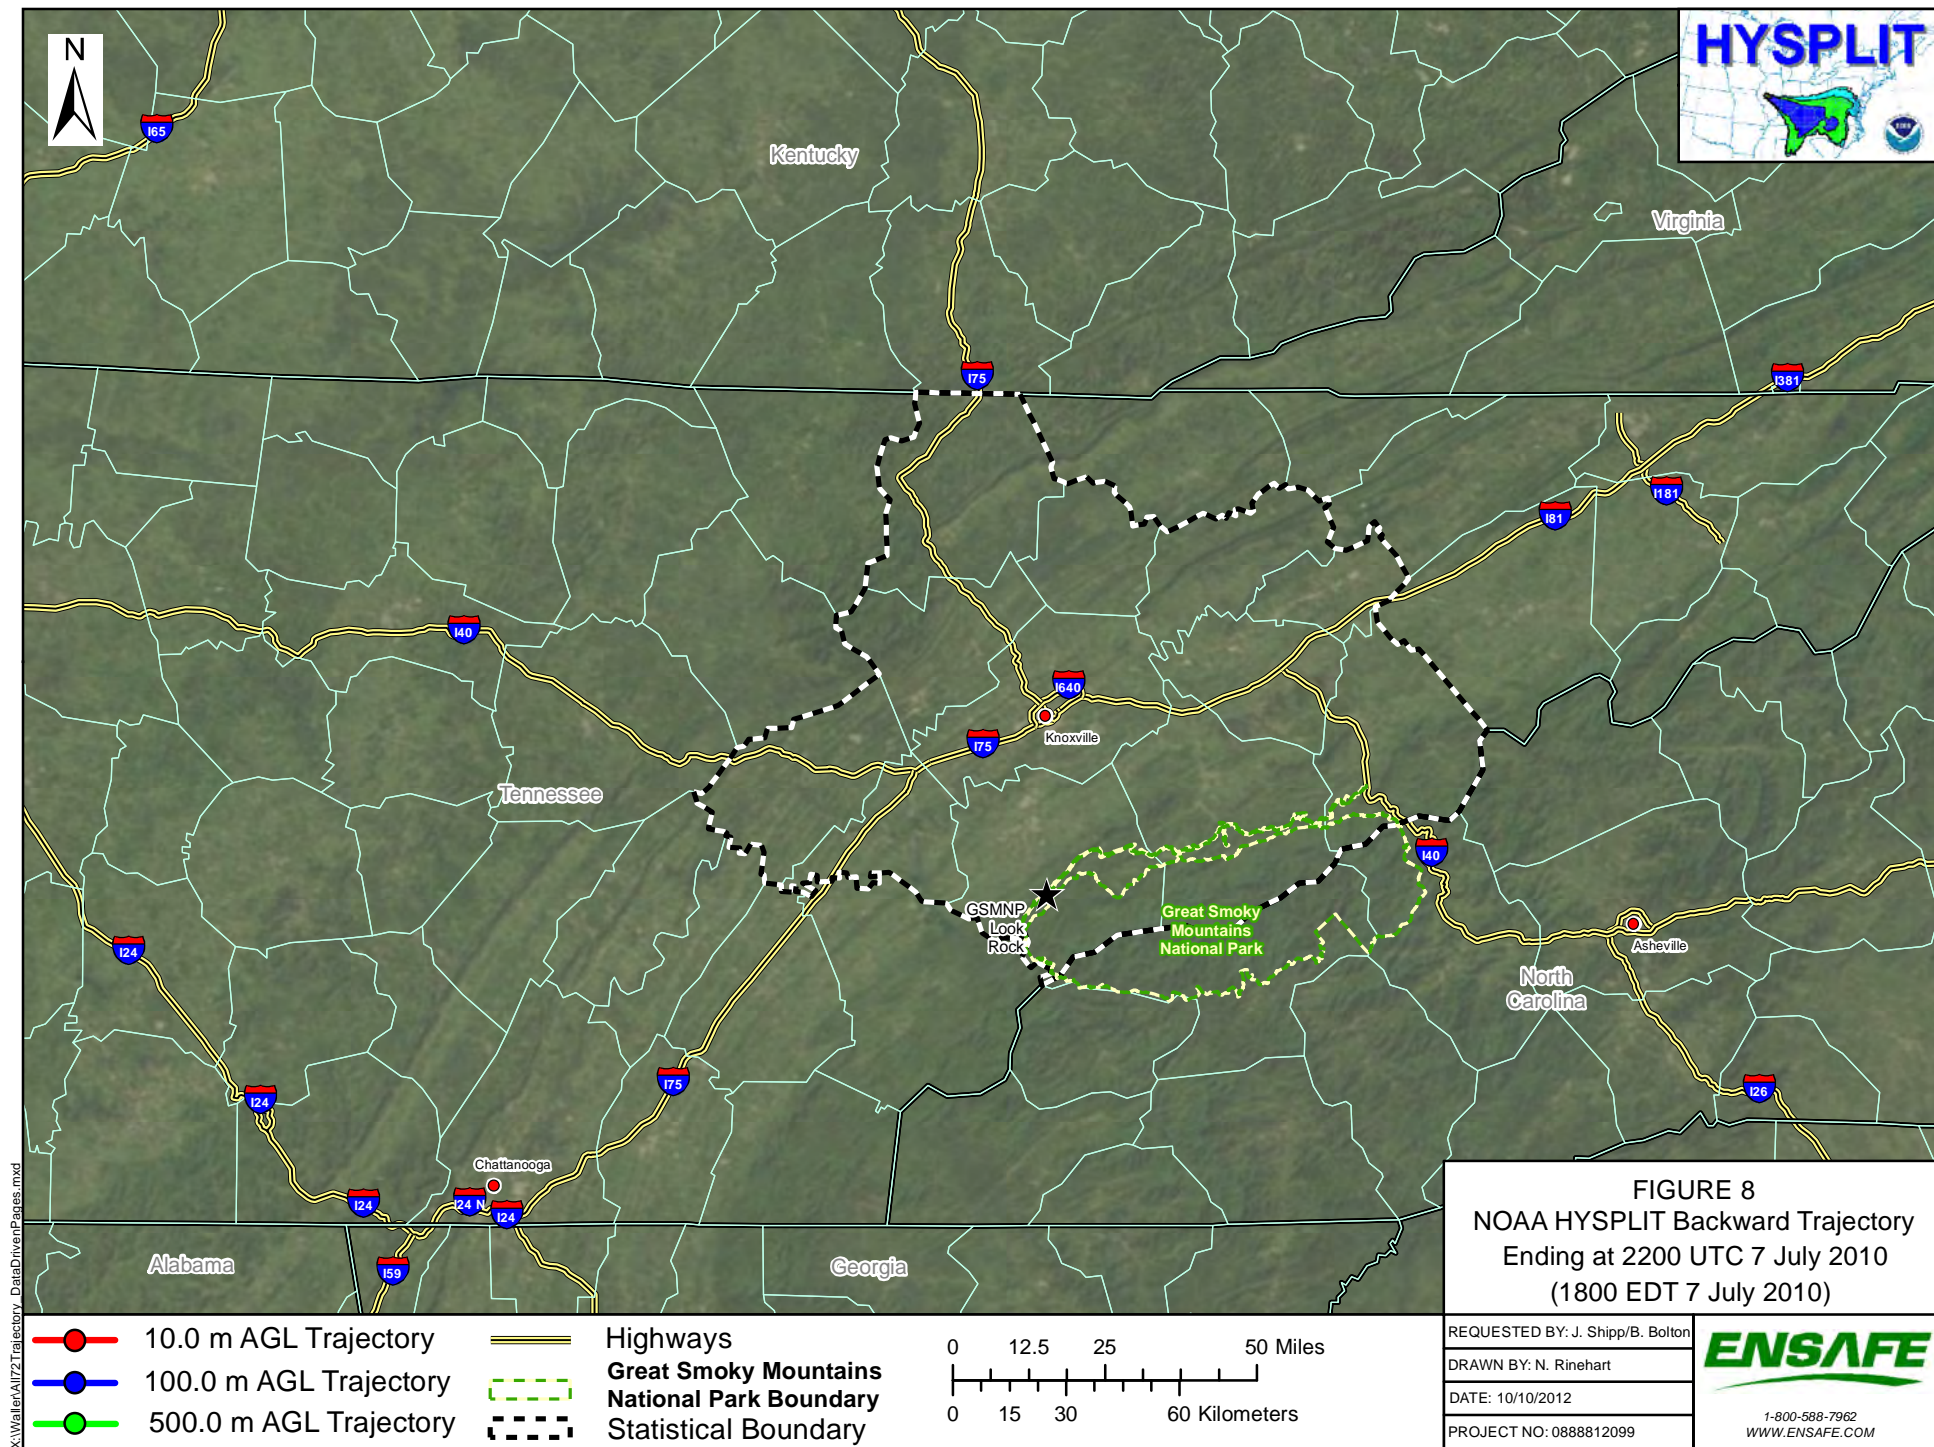 N
HYSPLIT
I65
Kentucky
Virginia
I75
I381
I181
I81
I40
I640
Knoxville
I75
Tennessee
I40
GSMNP
Look
Rock
Great Smoky
Mountains
National Park
Asheville
I24
North
Carolina
I75
I26
I24
Chattanooga
I24
I24 N
I24
Alabama
I59
Georgia
FIGURE 8
NOAA HYSPLIT Backward Trajectory
Ending at 2200 UTC 7 July 2010
(1800 EDT 7 July 2010)
X:\Waller\All72Trajectory_DataDrivenPages.mxd
10.0 m AGL Trajectory
100.0 m AGL Trajectory
500.0 m AGL Trajectory
Highways
Great Smoky Mountains
National Park Boundary
Statistical Boundary
0 12.5 25 50 Miles
0 15 30 60 Kilometers
REQUESTED BY: J. Shipp/B. Bolton
DRAWN BY: N. Rinehart
DATE: 10/10/2012
PROJECT NO: 0888812099
ENSAFE
1-800-588-7962
WWW.ENSAFE.COM